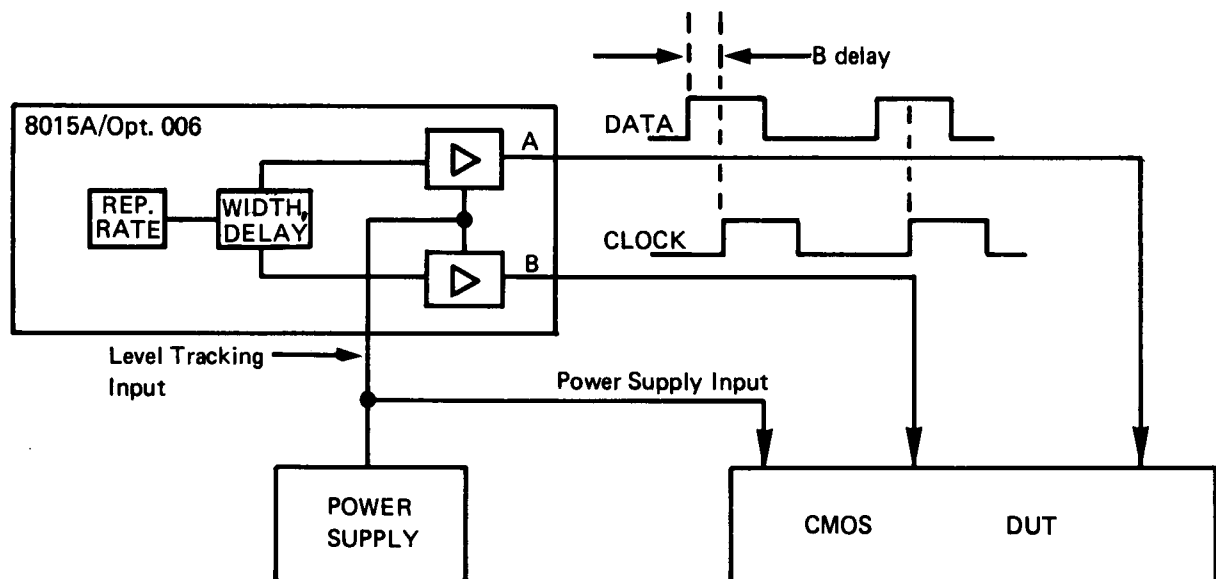 B delay
8015A/Opt. 006
A
DATA
REP.
RATE
WIDTH,
DELAY
CLOCK
B
Level Tracking
Input
Power Supply Input
POWER
SUPPLY
CMOS DUT